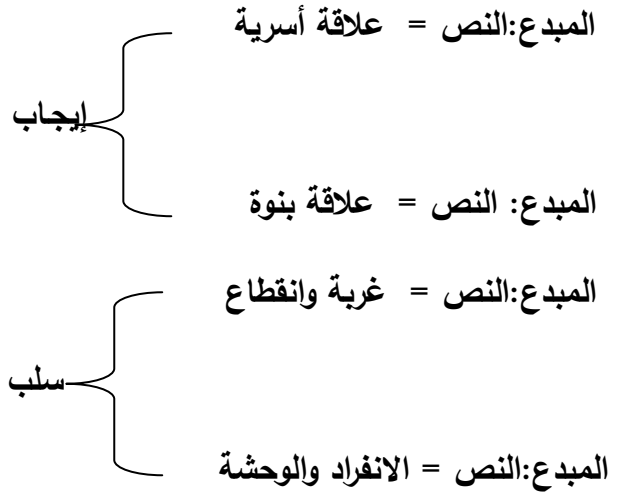 المبدع:النص = علاقة أسرية
إيجاب
المبدع: النص = علاقة بنوة
المبدع:النص = غربة وانقطاع
سلب
المبدع:النص = الانفراد والوحشة